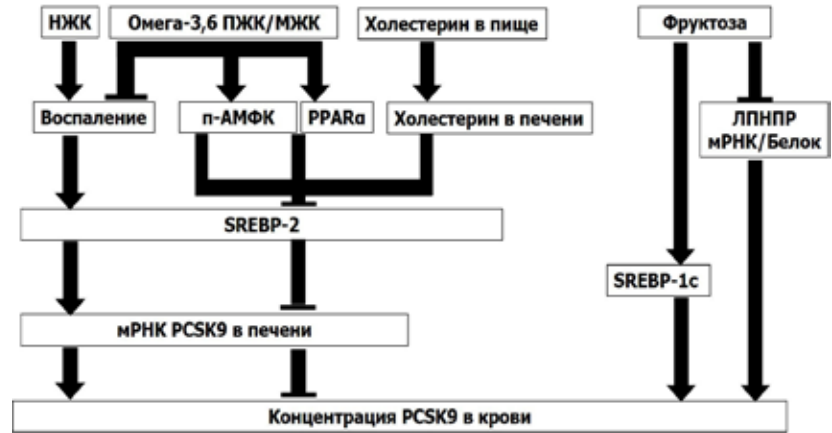 НЖК
Омега-3,6 ПЖК/МЖК
Холестерин в пище
Фруктоза
Воспаление
п-АМФК
PPARα
Холестерин в печени
ЛПНПР
мРНК/Белок
SREBP-2
SREBP-1c
мРНК PCSK9 в печени
Концентрация PCSK9 в крови